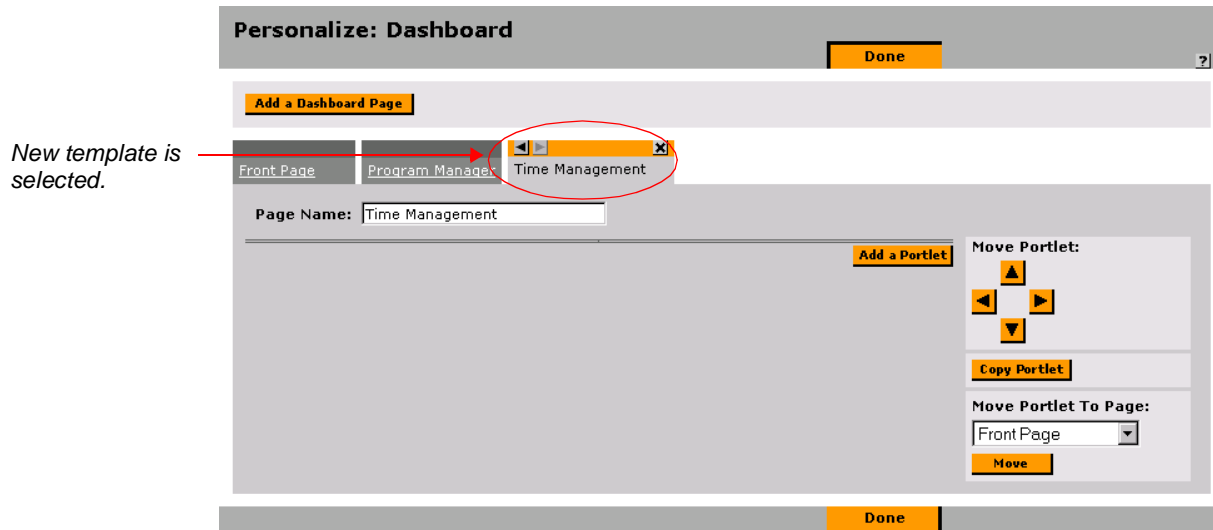 Personalize: Dashboard
Done
?
Add a Dashboard Page
New template is
selected.
Front Page
Program Manager
Time Management
Page Name: Time Management
Add a Portlet
Move Portlet:
Copy Portlet
Move Portlet To Page:
Front Page
Move
Done